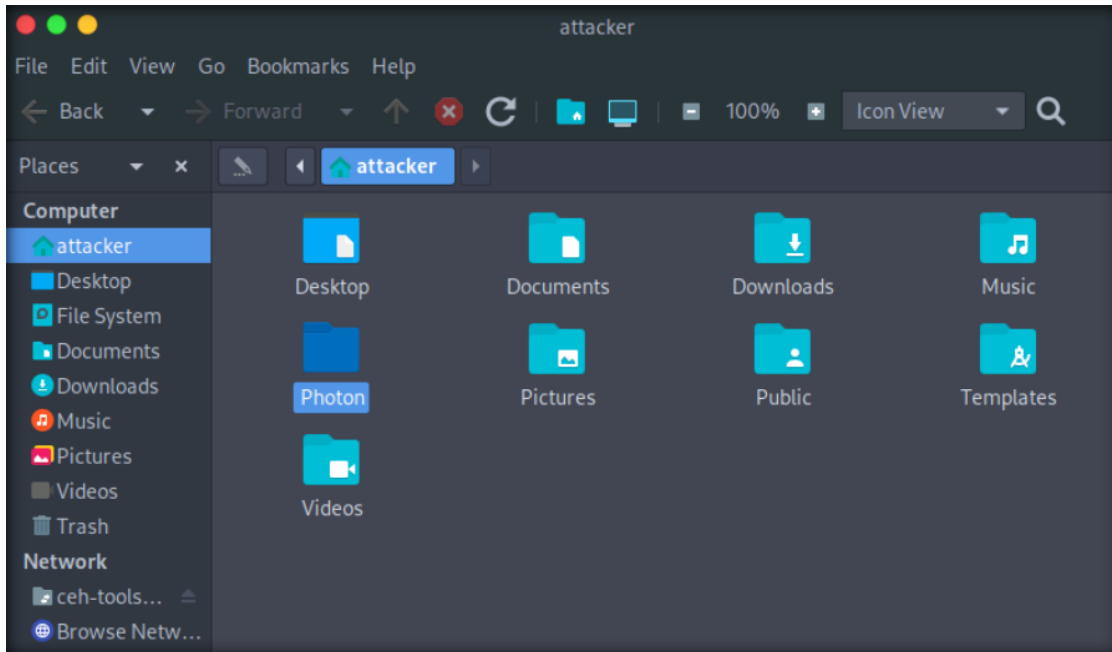 attacker
File Edit View Go Bookmarks Help
Back Forward 100% Icon View
Places attacker
Computer
attacker
Desktop
File System
Documents
Downloads
Music
Pictures
Videos
Trash
Network
ceh-tools...
Browse Netw...
Desktop Documents Downloads Music
Photon Pictures Public Templates
Videos